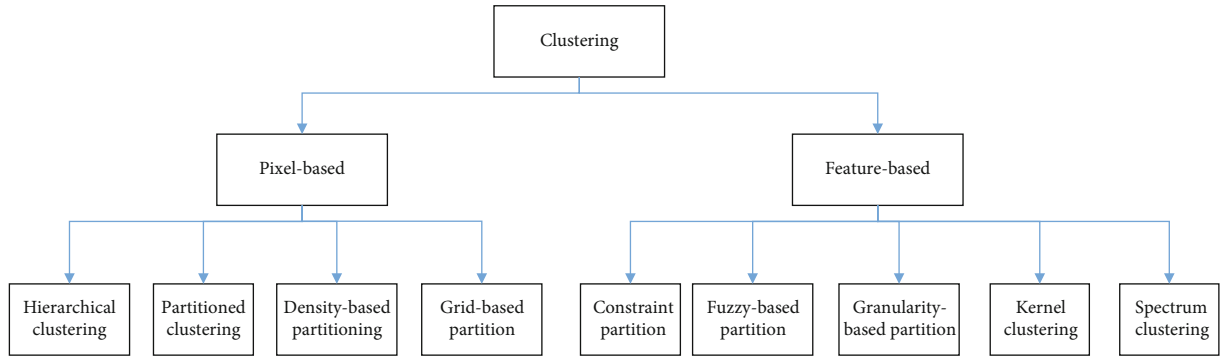 Clustering
Pixel-based
Feature-based
Hierarchical
clustering
Partitioned
clustering
Density-based
partitioning
Grid-based
partition
Constraint
partition
Fuzzy-based
partition
Granularity-
based partition
Kernel
clustering
Spectrum
clustering